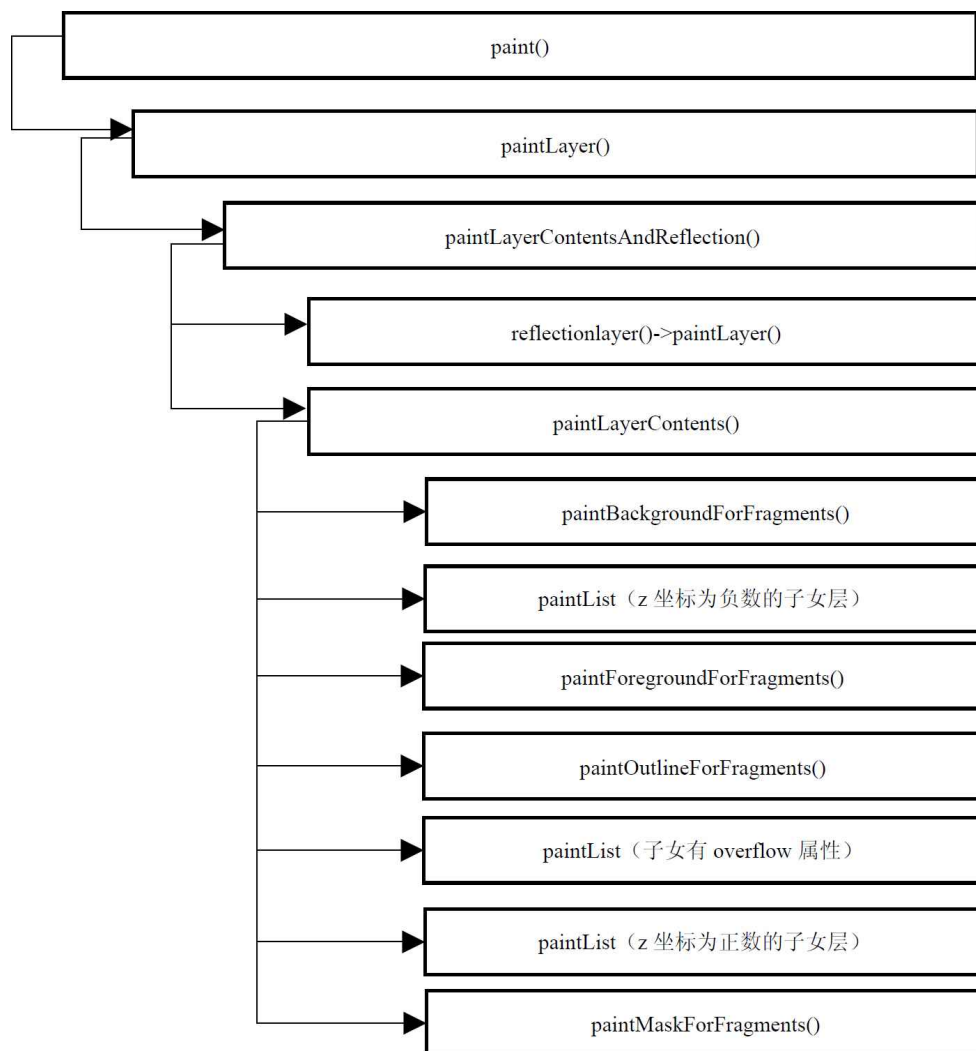 paint()
paintLayer()
paintLayerContentsAndReflection()
reflectionlayer()->paintLayer()
paintLayerContents()
paintBackgroundForFragments()
paintList（z 坐标为负数的子女层）
paintForegroundForFragments()
paintOutlineForFragments()
paintList（子女有 overflow 属性）
paintList（z 坐标为正数的子女层）
paintMaskForFragments()